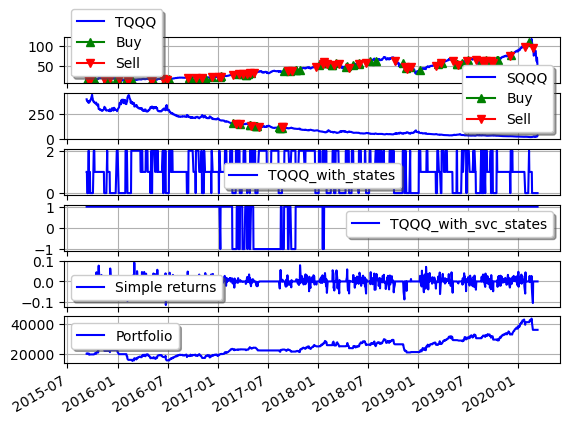 TQQQ
Buy
Sell
100
50
SQQQ
Buy
Sell
250
0
2
0
TQQQ_with_states
1
−1
TQQQ_with_svc_states
0.1
0.0
−0.1
Simple returns
40000
20000
Portfolio
2015-07
2016-01
2016-07
2017-01
2017-07
2018-01
2018-07
2019-01
2019-07
2020-01